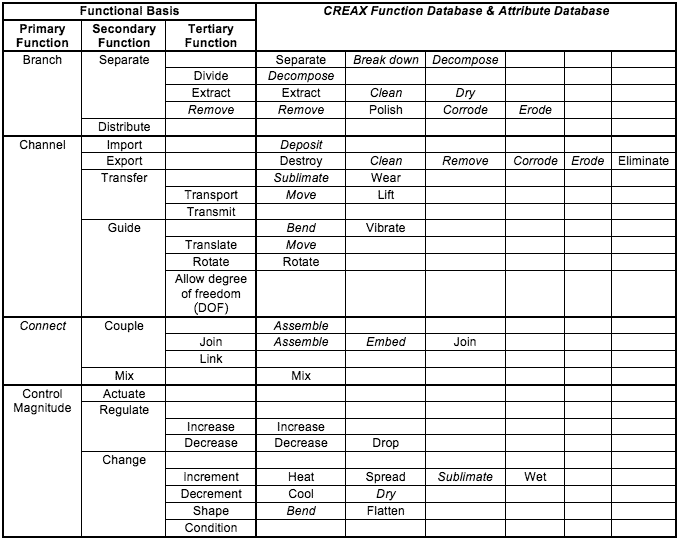 Functional Basis CREAX Function Database & Attribute Database
Primary Function Secondary Function Tertiary Function
Branch Separate Separate Break down Decompose
Divide Decompose
Extract Extract Clean Dry
Remove Remove Polish Corrode Erode
Distribute
Channel Import Deposit
Export Destroy Clean Remove Corrode Erode Eliminate
Transfer Sublimate Wear
Transport Move Lift
Transmit
Guide Bend Vibrate
Translate Move
Rotate Rotate
Allow degree
of freedom
(DOF)
Connect Couple Assemble
Join Assemble Embed Join
Link
Mix Mix
Control Magnitude Actuate
Regulate
Increase Increase
Decrease Decrease Drop
Change
Increment Heat Spread Sublimate Wet
Decrement Cool Dry
Shape Bend Flatten
Condition